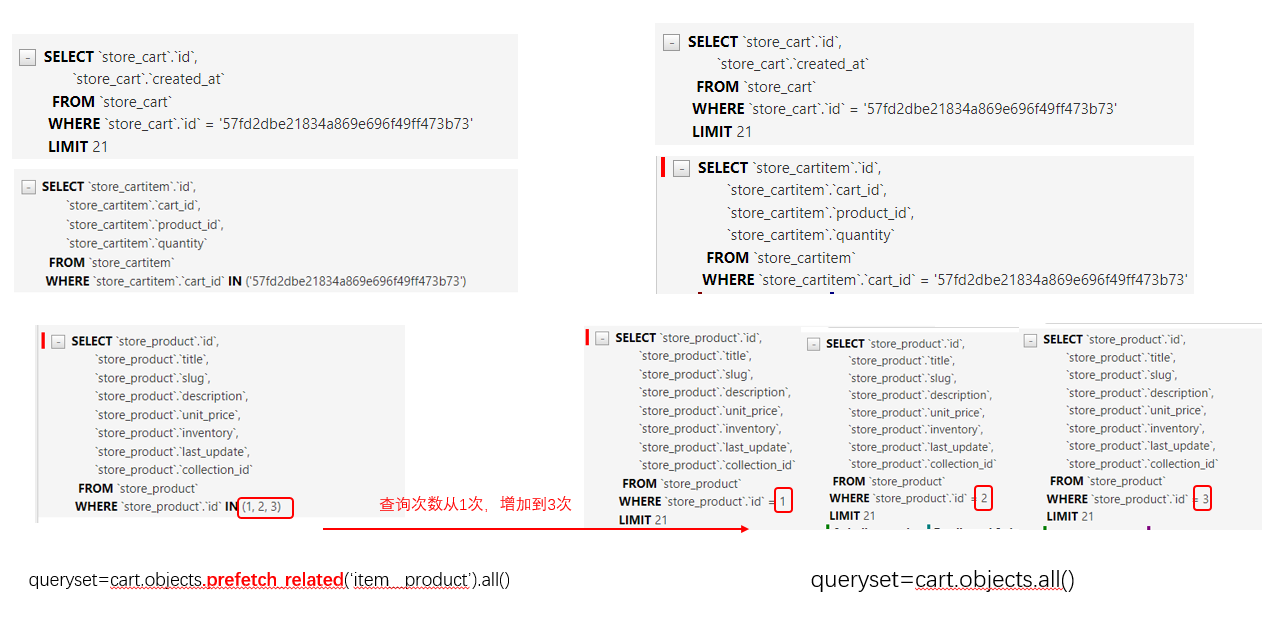 SELECT `store_cart`.`id`,
`store_cart`.`created_at`
FROM `store_cart`
WHERE `store_cart`.`id` = '57fd2dbe21834a869e696f49ff473b73'
LIMIT 21
SELECT `store_cartitem`.`id`,
`store_cartitem`.`cart_id`,
`store_cartitem`.`product_id`,
`store_cartitem`.`quantity`
FROM `store_cartitem`
WHERE `store_cartitem`.`cart_id` IN ('57fd2dbe21834a869e696f49ff473b73')
SELECT `store_product`.`id`,
`store_product`.`title`,
`store_product`.`slug`,
`store_product`.`description`,
`store_product`.`unit_price`,
`store_product`.`inventory`,
`store_product`.`last_update`,
`store_product`.`collection_id`
FROM `store_product`
WHERE `store_product`.`id` IN (1, 2, 3)
queryset=cart.objects.prefetch_related('item__product').all()
查询次数从1次，增加到3次
SELECT `store_cart`.`id`,
`store_cart`.`created_at`
FROM `store_cart`
WHERE `store_cart`.`id` = '57fd2dbe21834a869e696f49ff473b73'
LIMIT 21
SELECT `store_cartitem`.`id`,
`store_cartitem`.`cart_id`,
`store_cartitem`.`product_id`,
`store_cartitem`.`quantity`
FROM `store_cartitem`
WHERE `store_cartitem`.`cart_id` = '57fd2dbe21834a869e696f49ff473b73'
SELECT `store_product`.`id`,
`store_product`.`title`,
`store_product`.`slug`,
`store_product`.`description`,
`store_product`.`unit_price`,
`store_product`.`inventory`,
`store_product`.`last_update`,
`store_product`.`collection_id`
FROM `store_product`
WHERE `store_product`.`id` = 1
LIMIT 21
SELECT `store_product`.`id`,
`store_product`.`title`,
`store_product`.`slug`,
`store_product`.`description`,
`store_product`.`unit_price`,
`store_product`.`inventory`,
`store_product`.`last_update`,
`store_product`.`collection_id`
FROM `store_product`
WHERE `store_product`.`id` = 2
LIMIT 21
SELECT `store_product`.`id`,
`store_product`.`title`,
`store_product`.`slug`,
`store_product`.`description`,
`store_product`.`unit_price`,
`store_product`.`inventory`,
`store_product`.`last_update`,
`store_product`.`collection_id`
FROM `store_product`
WHERE `store_product`.`id` = 3
LIMIT 21
queryset=cart.objects.all()